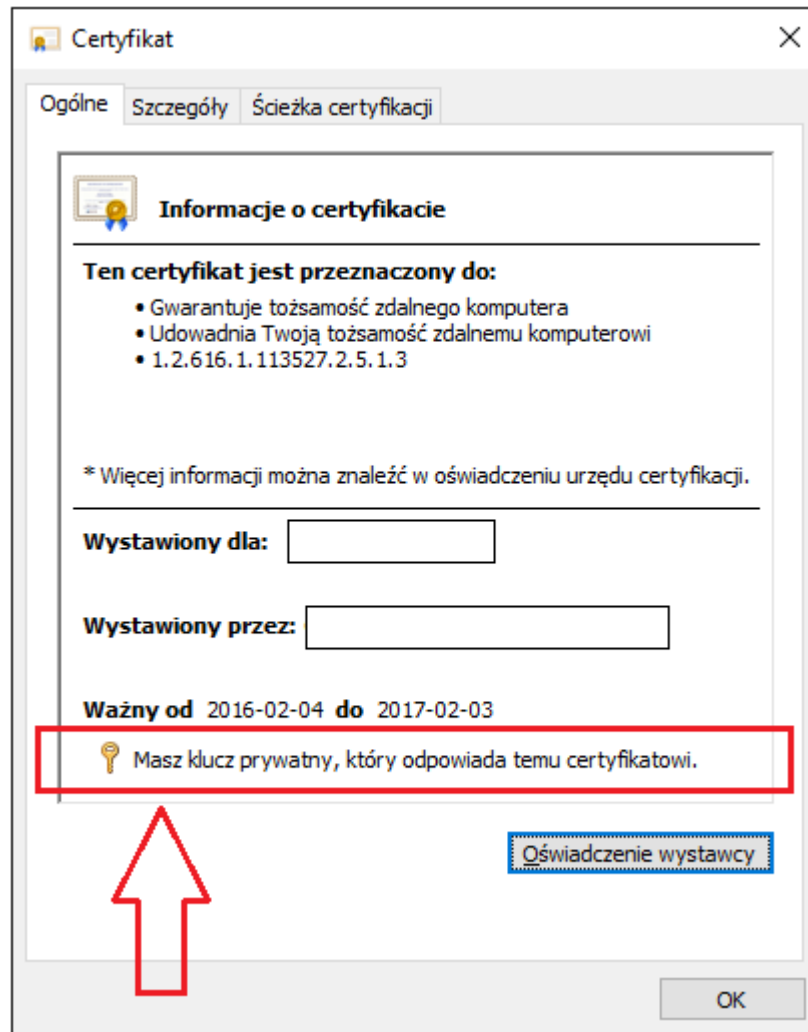 Certyfikat
Ogólne
Szczegóły
Ścieżka certyfikacji
Informacje o certyfikacie
Ten certyfikat jest przeznaczony do:
• Gwarantuje tożsamość zdalnego komputera
• Udowadnia Twoją tożsamość zdalnemu komputerowi
• 1.2.616.1.113527.2.5.1.3
* Więcej informacji można znaleźć w oświadczeniu urzędu certyfikacji.
Wystawiony dla:
Wystawiony przez:
Ważny od 2016-02-04 do 2017-02-03
Masz klucz prywatny, który odpowiada temu certyfikatowi.
Oświadczenie wystawcy
OK